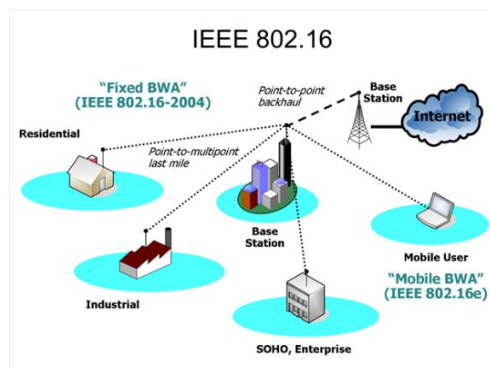 IEEE 802.16
"Fixed BWA"
(IEEE 802.16-2004)
Point-to-point
backhaul
Base
Station
Internet
Residential
Point-to-multipoint
last mile
Base
Station
Mobile User
"Mobile BWA"
(IEEE 802.16e)
Industrial
SOHO, Enterprise